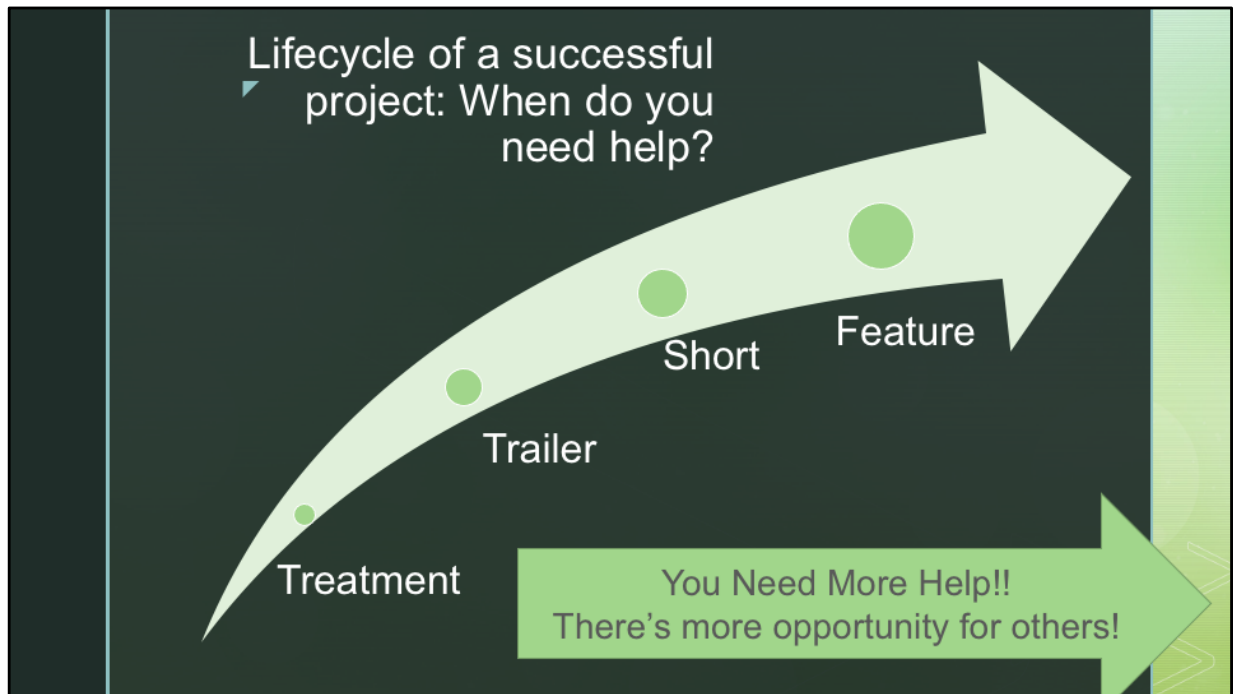 Lifecycle of a successful
project: When do you
need help?
Feature
Short
Trailer
Treatment
You Need More Help!!
There’s more opportunity for others!